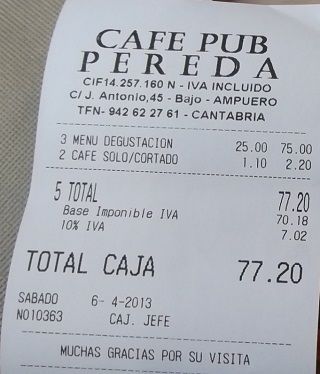 CAFE PUB
PEREDA
CIF14.257.160 N - IVA INCLUIDO
C/ J. Antonio,45 - Bajo - AMPUERO
TFN- 942 62 27 61 - CANTABRIA
3 MENU DEGUSTACION 25.00 75.00
2 CAFE SOLO/CORTADO 1.10 2.20
5 TOTAL 77.20
Base Imponible IVA 70.18
10% IVA 7.02
TOTAL CAJA 77.20
SABADO 6- 4-2013
NO10363 CAJ. JEFE
MUCHAS GRACIAS POR SU VISITA